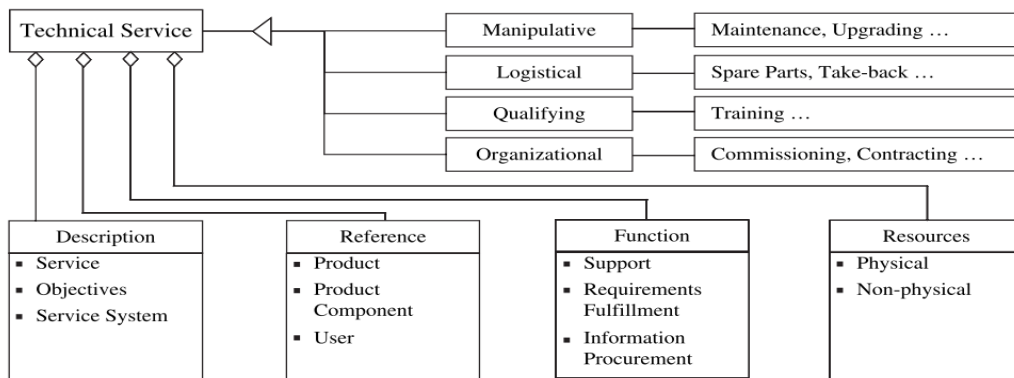 Technical Service
Manipulative
Maintenance, Upgrading …
Logistical
Spare Parts, Take-back …
Qualifying
Training …
Organizational
Commissioning, Contracting …
Description
▪ Service
▪ Objectives
▪ Service System
Reference
▪ Product
▪ Product
Component
▪ User
Function
▪ Support
▪ Requirements
Fulfillment
▪ Information
Procurement
Resources
▪ Physical
▪ Non-physical